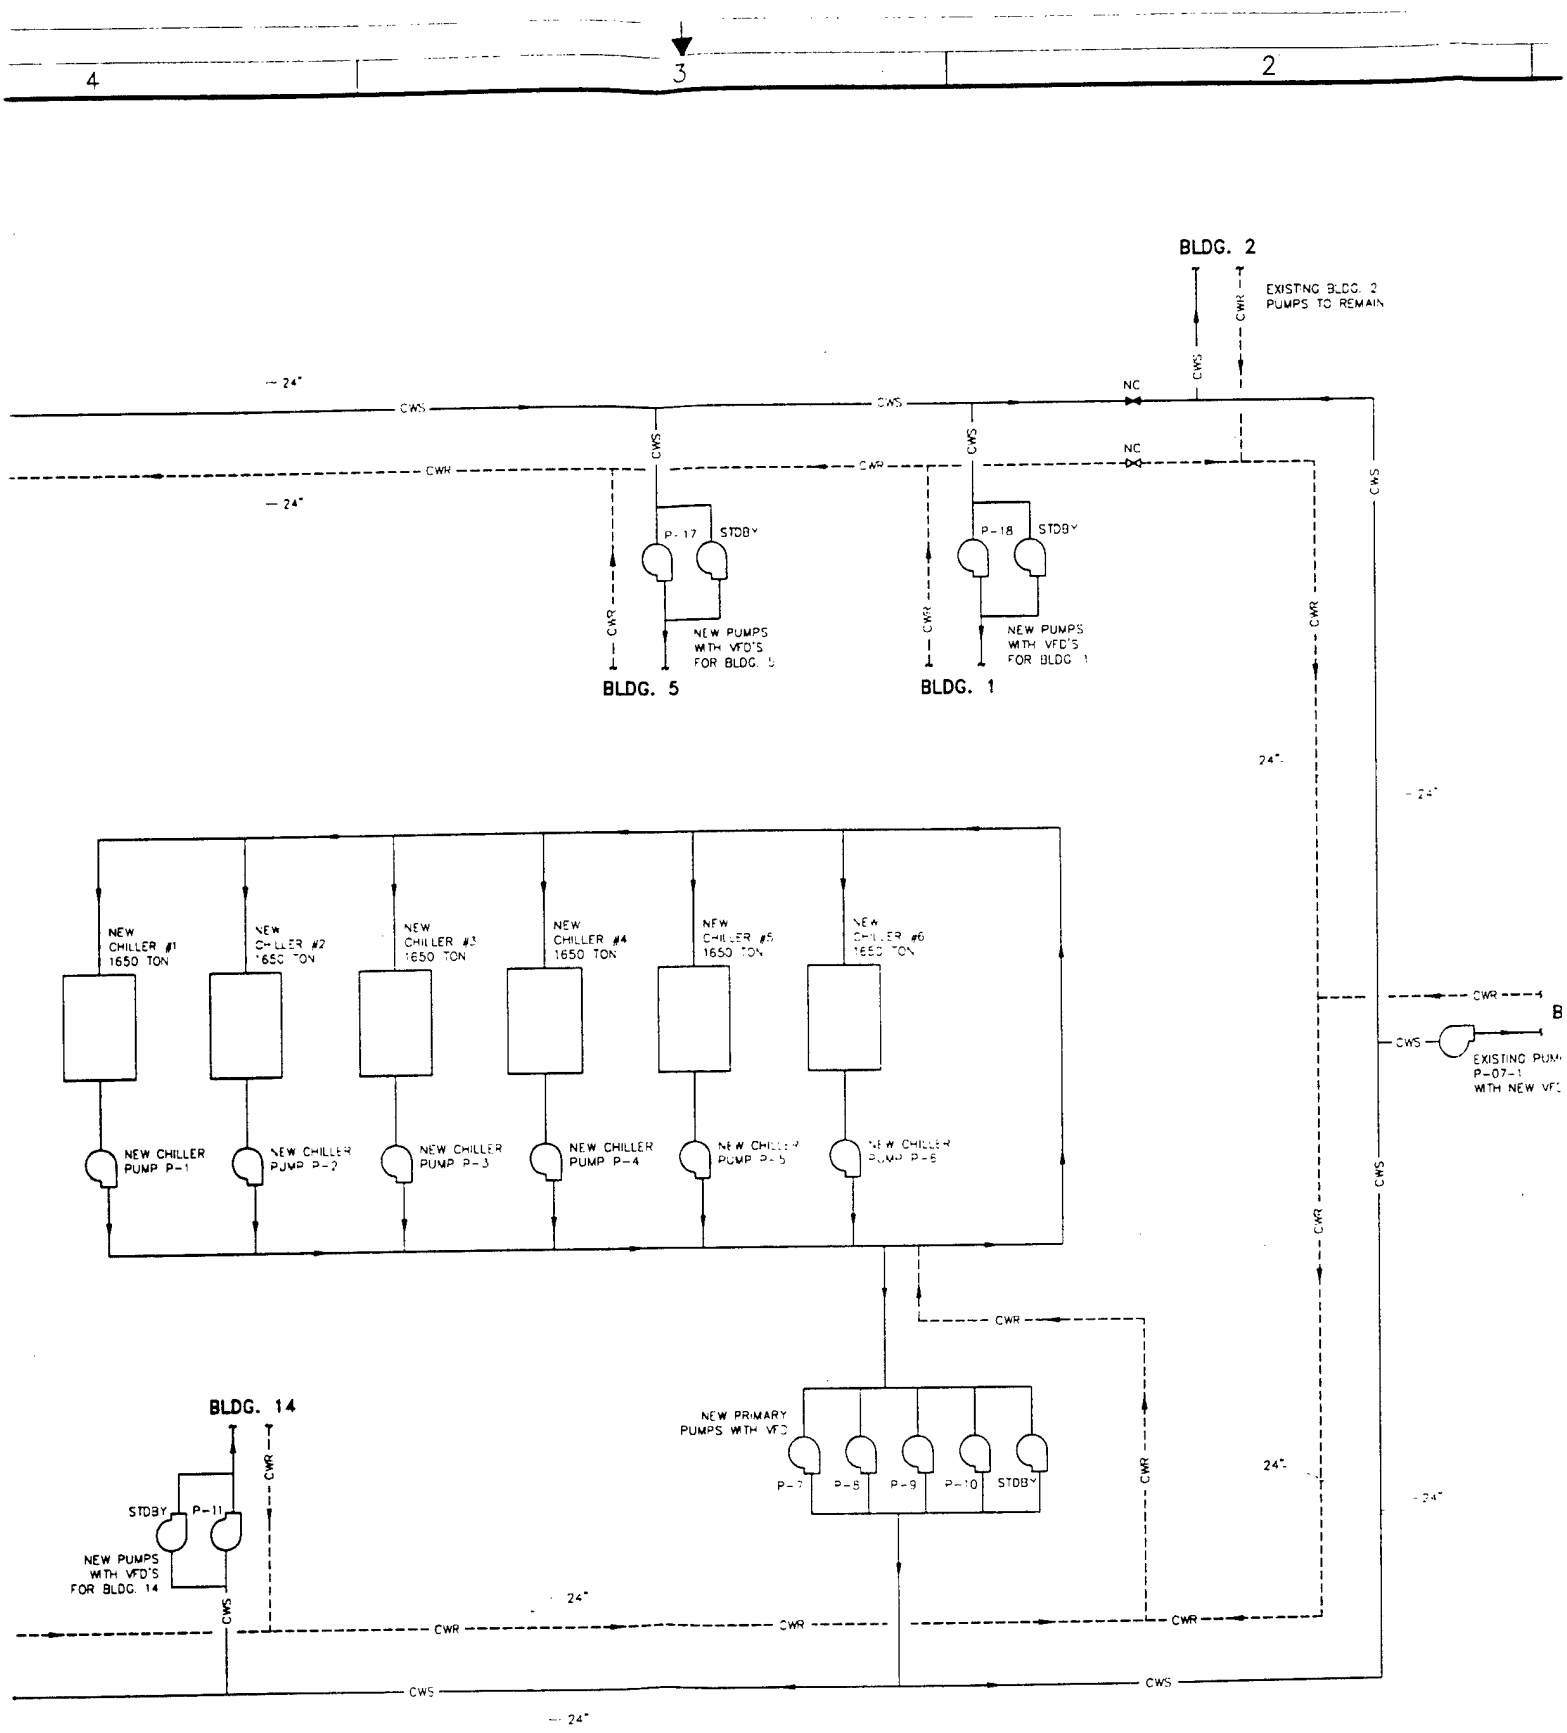 4
3
2
BLDG. 2
EXISTING BLDG. 2
PUMPS TO REMAIN
CWR
CWS
24"
NC
CWS
CWS
CWS
CWS
NC
CWR
CWR
CWS
24"
P-17
STDBY
P-18
STDBY
CWR
CWR
CWR
NEW PUMPS
WITH VFD'S
FOR BLDG. 5
NEW PUMPS
WITH VFD'S
FOR BLDG. 1
BLDG. 5
BLDG. 1
24"
24"
NEW
CHILLER #1
1650 TON
NEW
CHILLER #2
1650 TON
NEW
CHILLER #3
1650 TON
NEW
CHILLER #4
1650 TON
NEW
CHILLER #5
1650 TON
NEW
CHILLER #6
1650 TON
CWR
B
CWS
EXISTING PUM
P-07-1
WITH NEW VF
NEW CHILLER
PUMP P-1
NEW CHILLER
PUMP P-2
NEW CHILLER
PUMP P-3
NEW CHILLER
PUMP P-4
NEW CHILLER
PUMP P-5
NEW CHILLER
PUMP P-6
CWS
CWR
CWR
BLDG. 14
NEW PRIMARY
PUMPS WITH VFD
P-7
P-8
P-9
P-10
STDBY
CWR
CWR
24"
24"
STDBY
P-11
NEW PUMPS
WITH VFD'S
FOR BLDG. 14
CWS
24"
CWR
CWR
CWR
CWS
CWS
24"